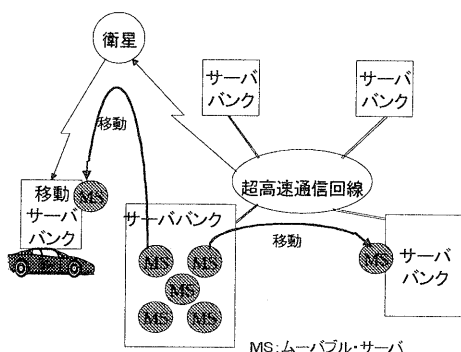 衛星
サーバ
バンク
サーバ
バンク
移動
超高速通信回線
移動
サーバ
バンク
MS
サーババンク
MS
MS
MS
MS
MS
移動
MS
サーバ
バンク
MS:ムーバブル・サーバ